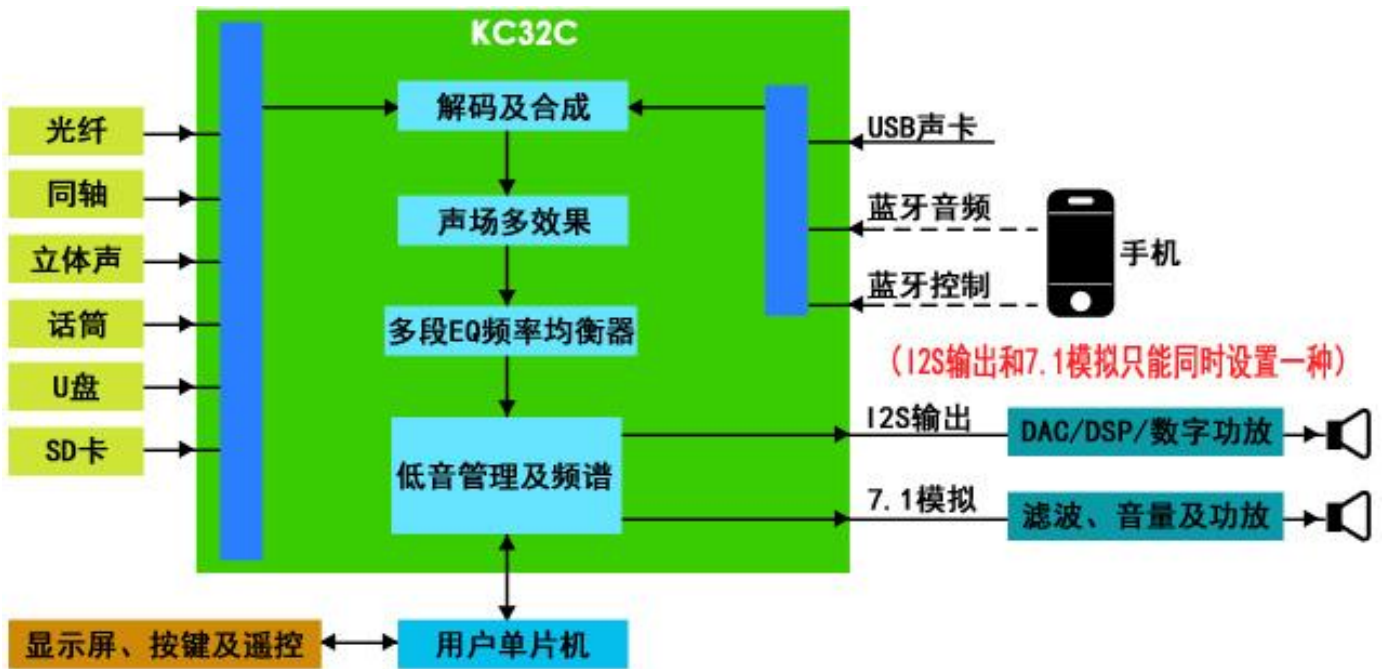 KC32C
解码及合成
光纤
USB声卡
同轴
声场多效果
蓝牙音频
立体声
手机
蓝牙控制
话筒
多段EQ频率均衡器
(I2S输出和7.1模拟只能同时设置一种)
U盘
I2S输出
DAC/DSP/数字功放
SD卡
低音管理及频谱
7.1模拟
滤波、音量及功放
显示屏、按键及遥控
用户单片机